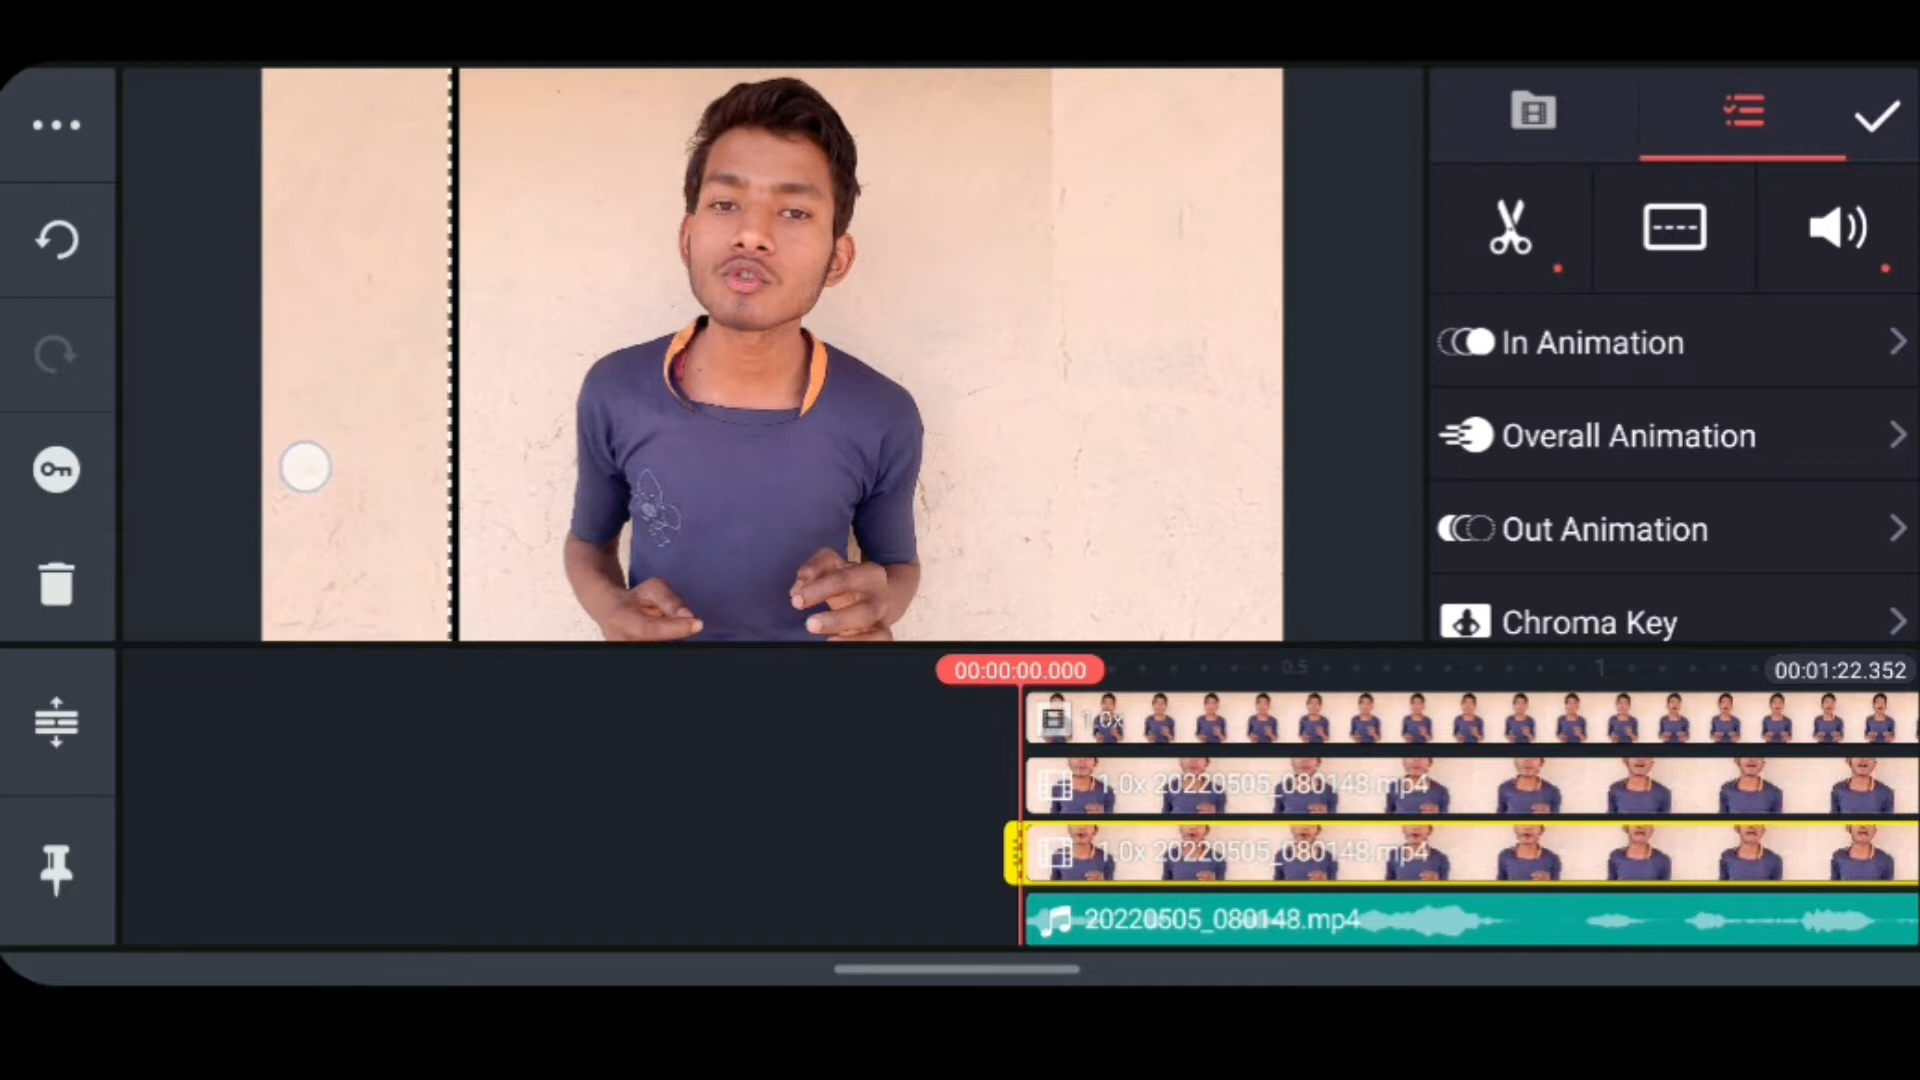 In Animation
Overall Animation
Out Animation
Chroma Key
00:00:00.000
0.5
1
00:01:22.352
1.0x
1.0x 20220505_080148.mp4
1.0x 20220505_080148.mp4
20220505_080148.mp4